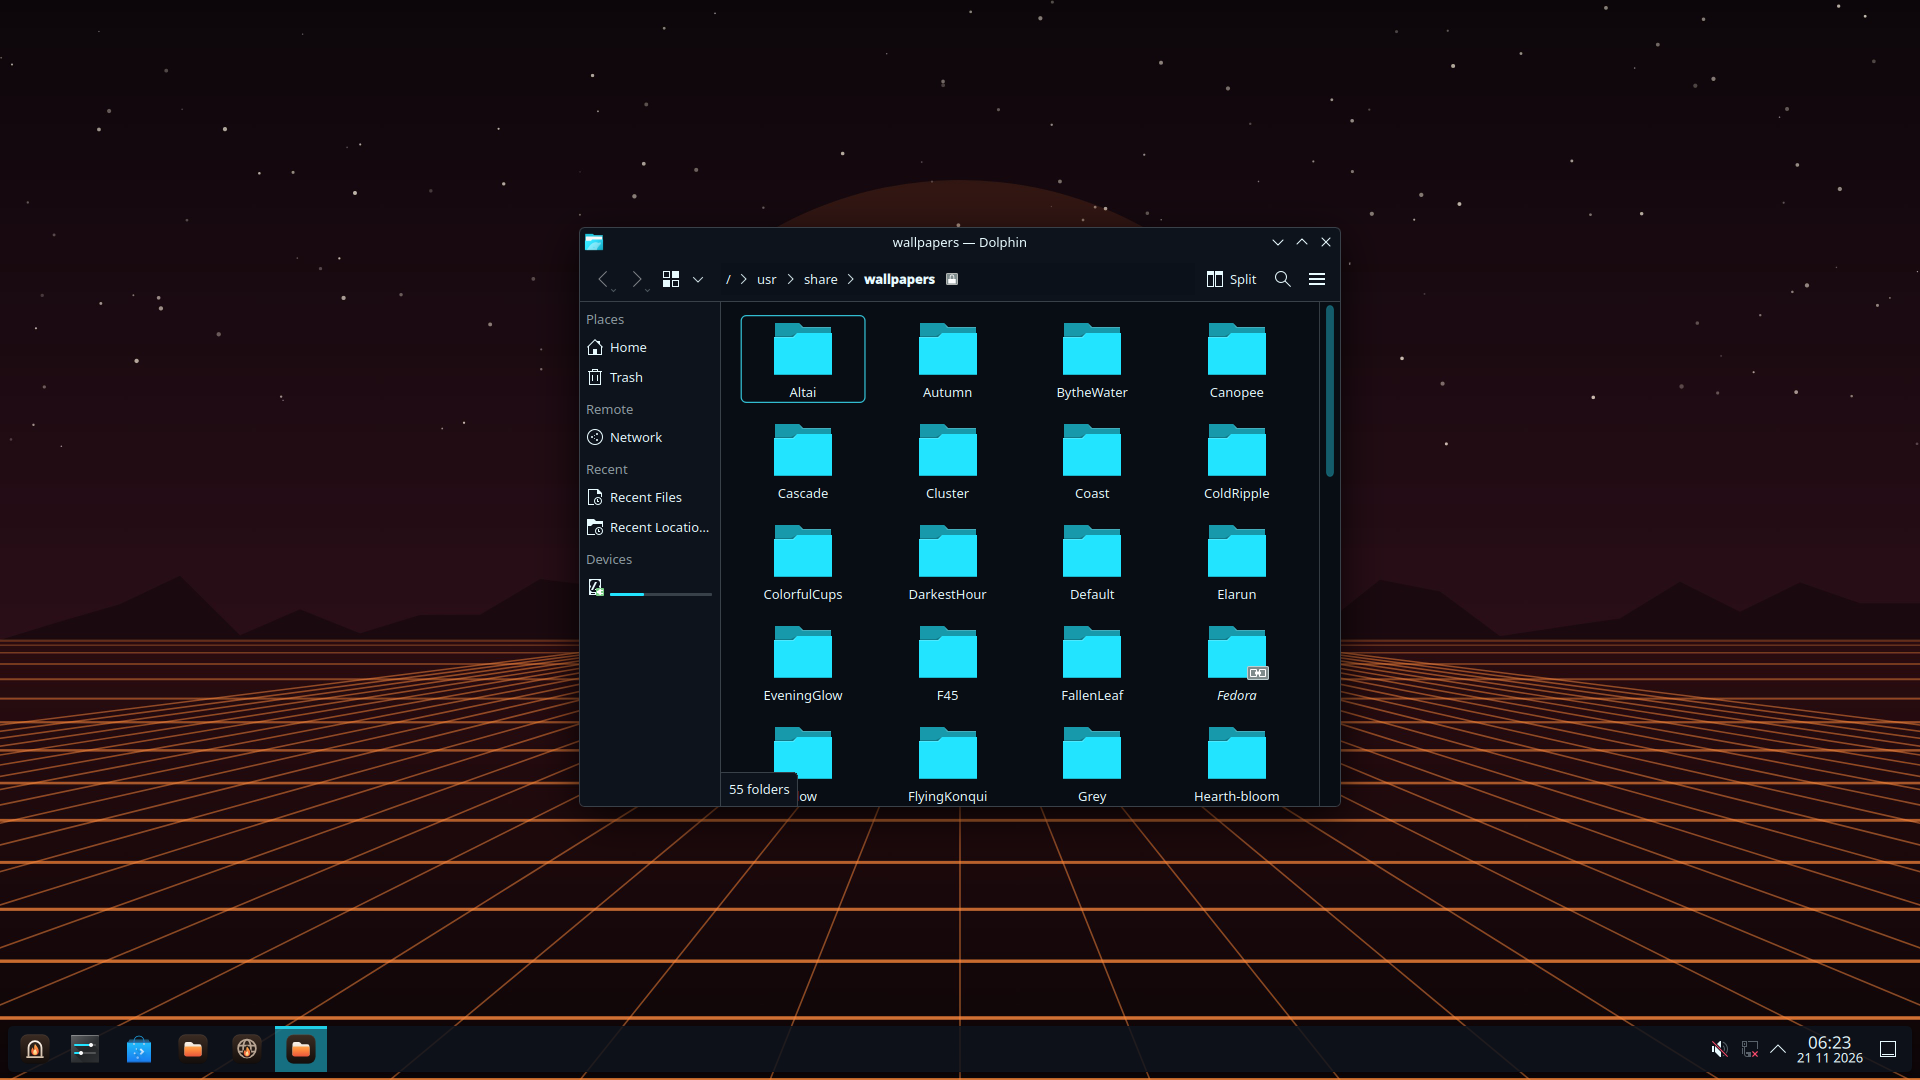 wallpapers — Dolphin
/ usr share wallpapers
Split
Places
Home
Trash
Remote
Network
Recent
Recent Files
Recent Locatio...
Devices
Altai Autumn BytheWater Canopee
Cascade Cluster Coast ColdRipple
ColorfulCups DarkestHour Default Elarun
EveningGlow F45 FallenLeaf Fedora
ow FlyingKonqui Grey Hearth-bloom
55 folders
06:23
21 11 2026